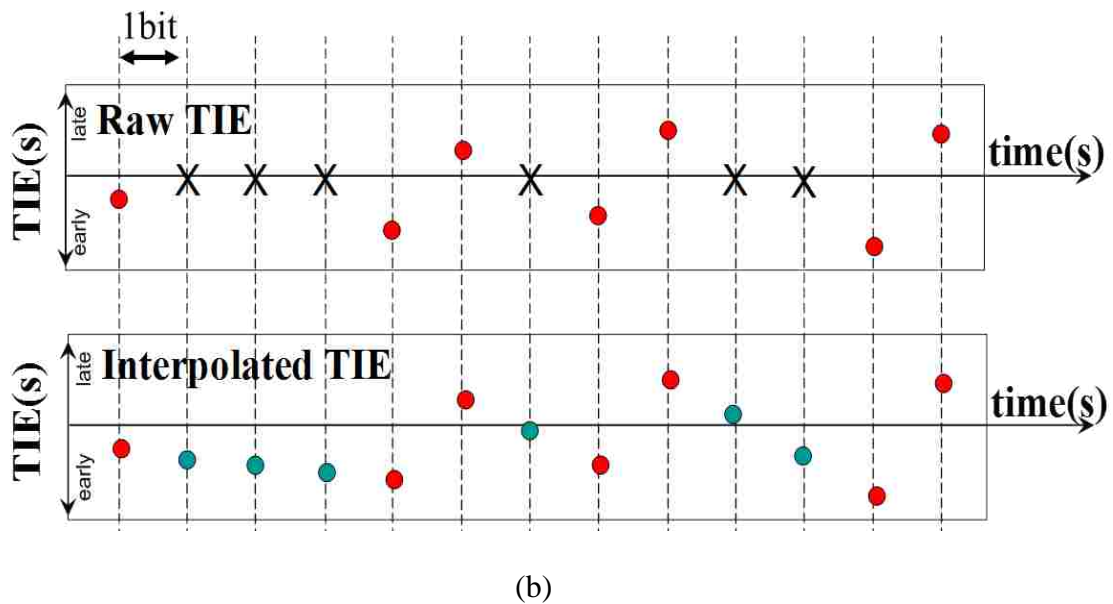 1bit
Raw TIE
late
early
TIE(s)
time(s)
X X X X X X
Interpolated TIE
late
early
TIE(s)
time(s)
(b)